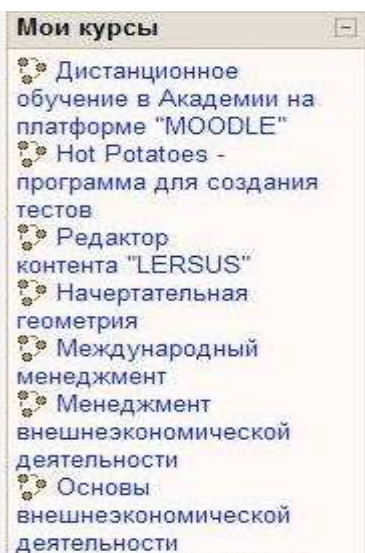 Мои курсы
Дистанционное
обучение в Академии на
платформе "MOODLE"
Hot Potatoes -
программа для создания
тестов
Редактор
контента "LERSUS"
Начертательная
геометрия
Международный
менеджмент
Менеджмент
внешнеэкономической
деятельности
Основы
внешнеэкономической
деятельности